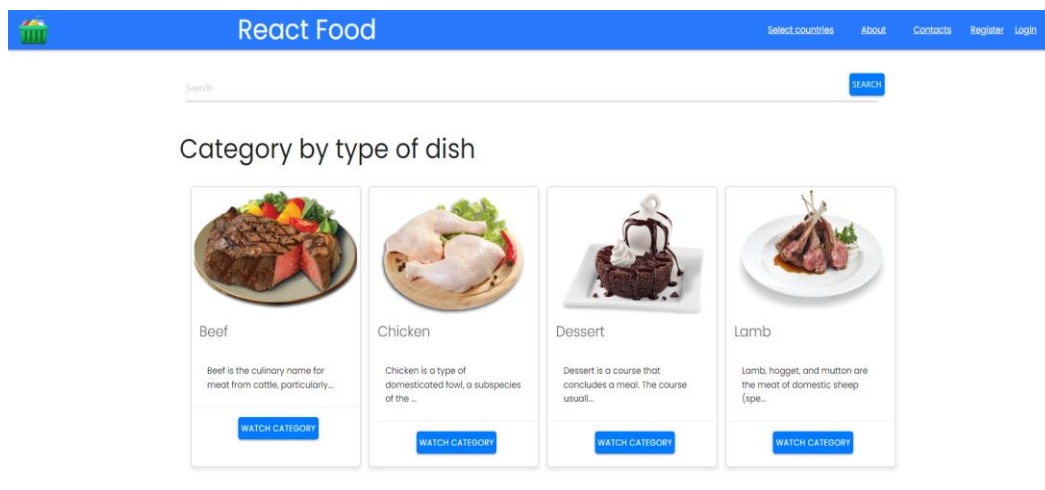 React Food
Select countries About Contacts Register Login
Search
SEARCH
Category by type of dish
Beef
Beef is the culinary name for
meat from cattle, particularly...
WATCH CATEGORY
Chicken
Chicken is a type of
domesticated fowl, a subspecies
of the ...
WATCH CATEGORY
Dessert
Dessert is a course that
concludes a meal. The course
usuall...
WATCH CATEGORY
Lamb
Lamb, hogget, and mutton are
the meat of domestic sheep
(spe...
WATCH CATEGORY